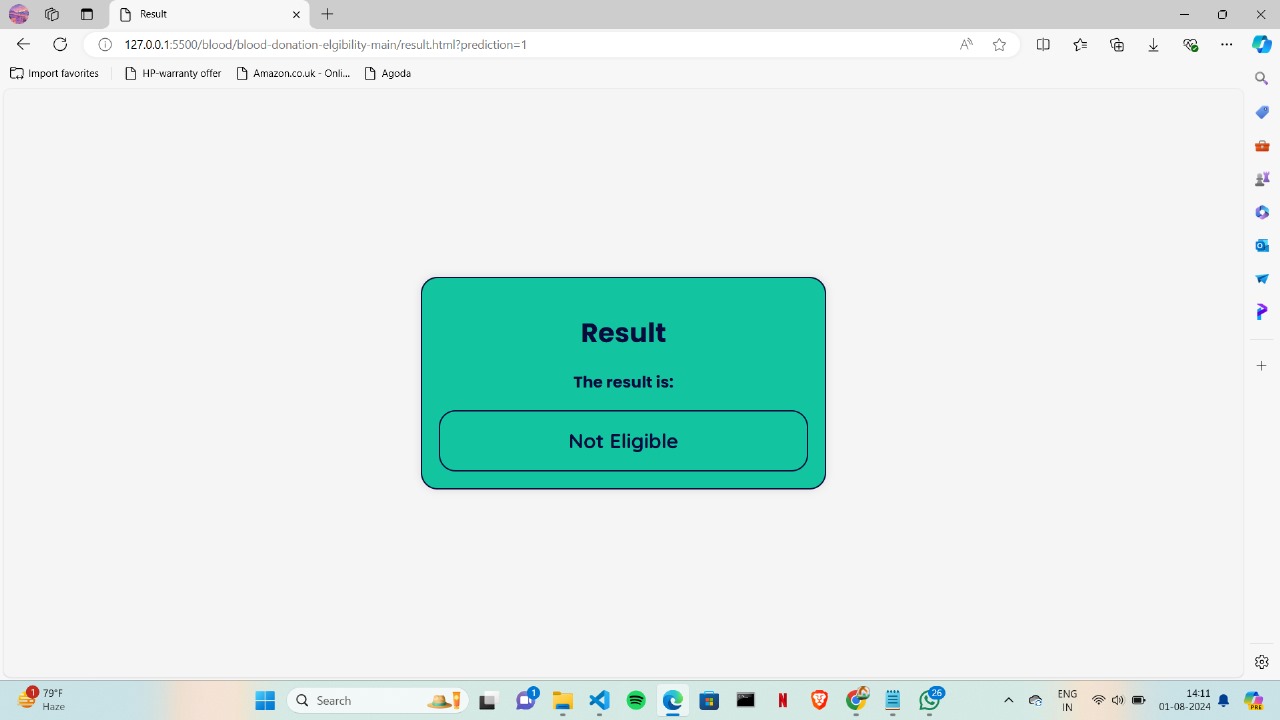 Result
127.0.0.1:5500/blood/blood-donation-elgibility-main/result.html?prediction=1
Import favorites
HP-warranty offer
Amazon.co.uk - Onli...
Agoda
Result
The result is:
Not Eligible
1
79°F
Haze
Search
1
26
ENG
IN
14:11
01-08-2024
PRE